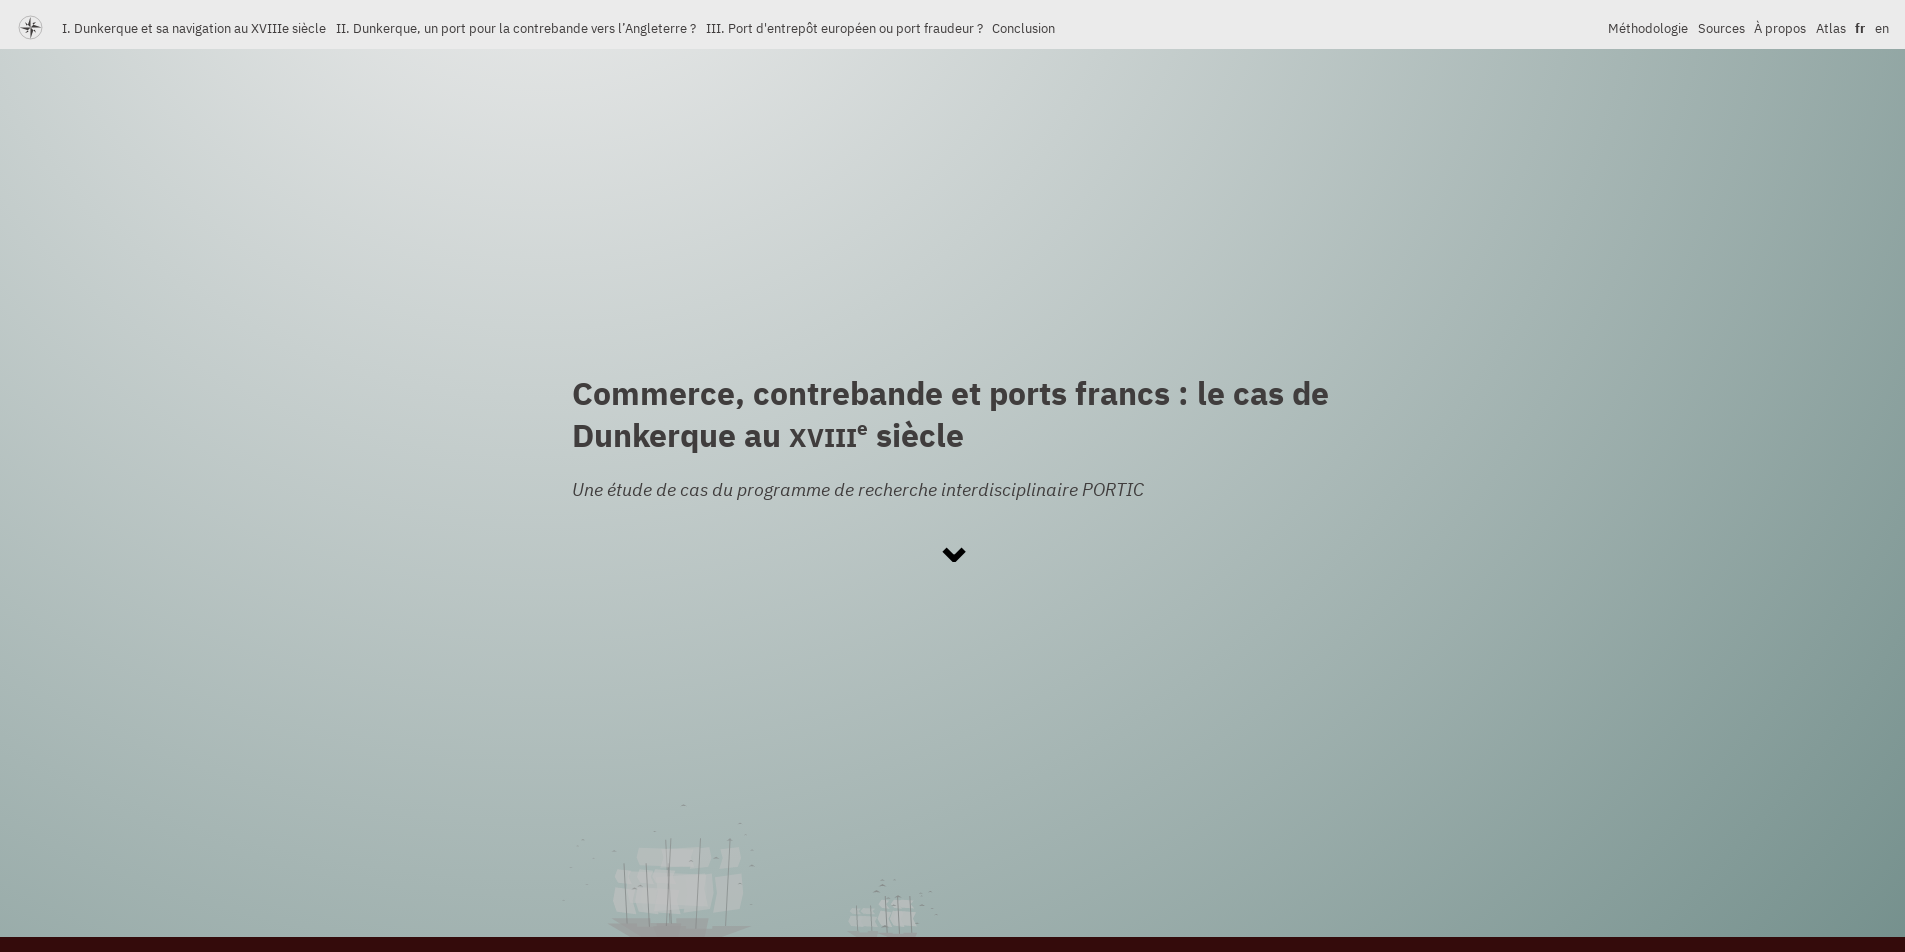 I. Dunkerque et sa navigation au XVIIIe siècle II. Dunkerque, un port pour la contrebande vers l’Angleterre ? III. Port d'entrepôt européen ou port fraudeur ? Conclusion Méthodologie Sources À propos Atlas fr en
Commerce, contrebande et ports francs : le cas de
Dunkerque au XVIIIe siècle
Une étude de cas du programme de recherche interdisciplinaire PORTIC